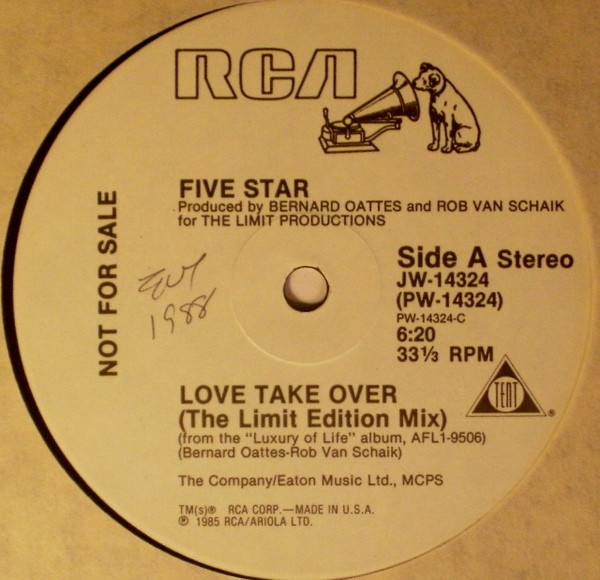 RCA
FIVE STAR
Produced by BERNARD OATTES and ROB VAN SCHAIK
for THE LIMIT PRODUCTIONS
NOT FOR SALE
1988
Side A Stereo
JW-14324
(PW-14324)
PW-14324-C
6:20
33⅓ RPM
TENT
®
LOVE TAKE OVER
(The Limit Edition Mix)
(from the "Luxury of Life" album, AFL1-9506)
(Bernard Oattes-Rob Van Schaik)
The Company/Eaton Music Ltd., MCPS
TM(s)® RCA CORP.—MADE IN U.S.A.
℗ 1985 RCA/ARIOLA LTD.